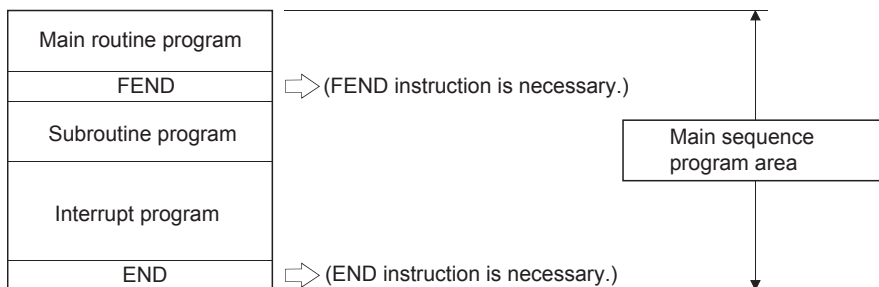 Main routine program
FEND
(FEND instruction is necessary.)
Subroutine program
Main sequence
program area
Interrupt program
END
(END instruction is necessary.)